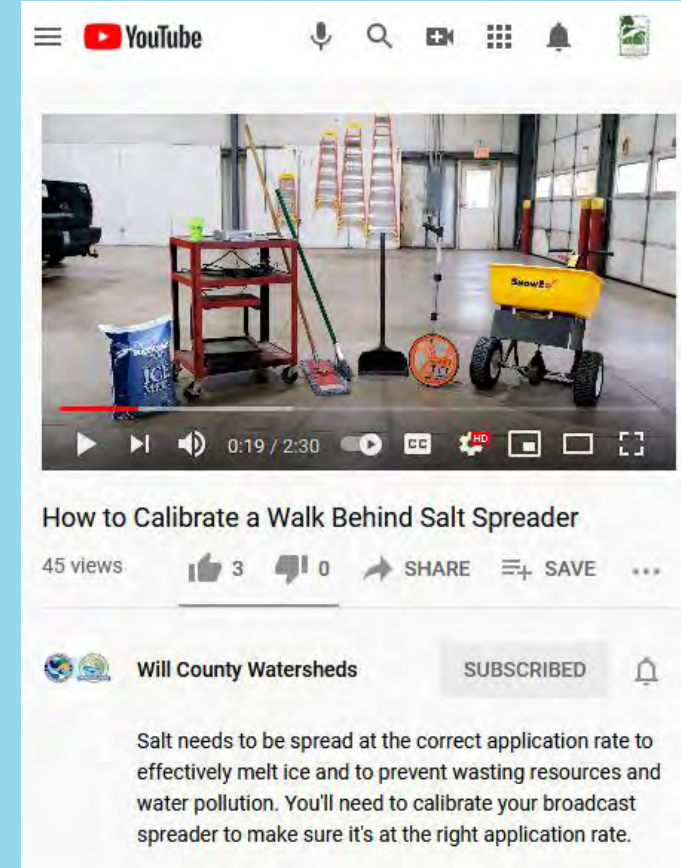 YouTube
SnowEx
ICE
MELT
0:19 / 2:30
CC
HD
How to Calibrate a Walk Behind Salt Spreader
45 views
3
0
SHARE
SAVE
Will County Watersheds
SUBSCRIBED
Salt needs to be spread at the correct application rate to
effectively melt ice and to prevent wasting resources and
water pollution. You'll need to calibrate your broadcast
spreader to make sure it's at the right application rate.